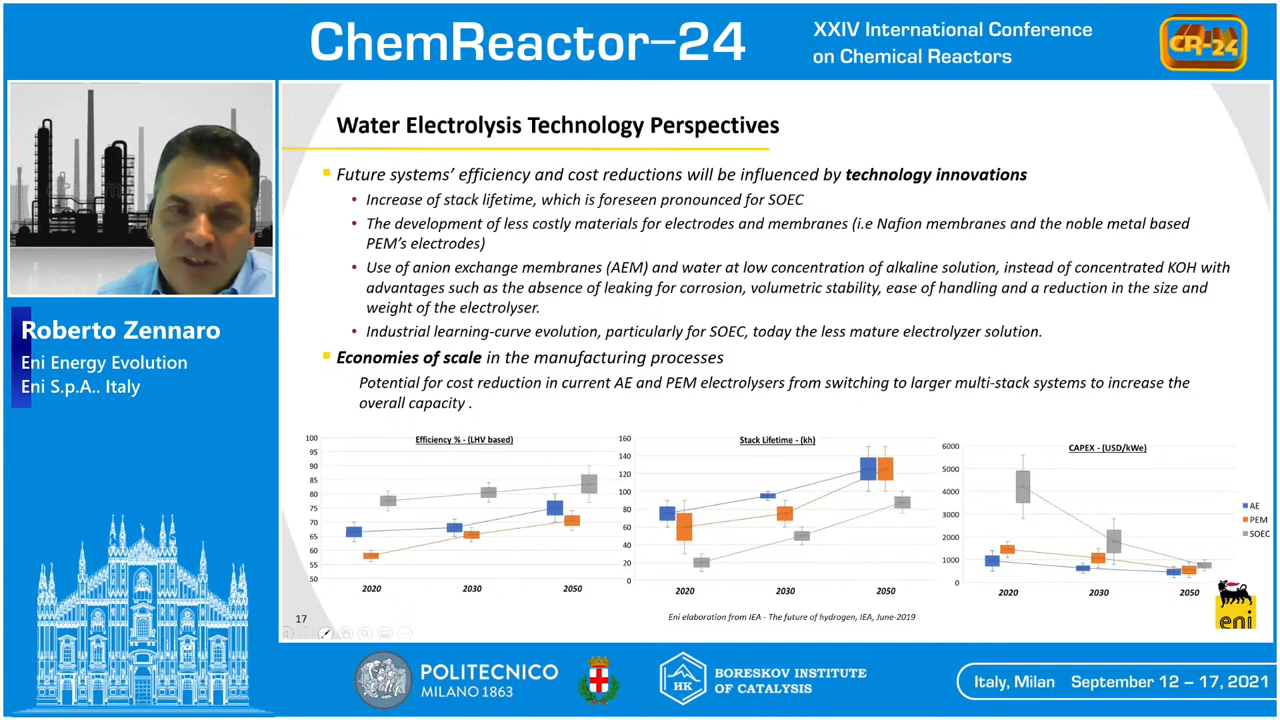 ChemReactor-24
XXIV International Conference
on Chemical Reactors
CR-24
Water Electrolysis Technology Perspectives
Future systems' efficiency and cost reductions will be influenced by technology innovations
Increase of stack lifetime, which is foreseen pronounced for SOEC
The development of less costly materials for electrodes and membranes (i.e Nafion membranes and the noble metal based
PEM's electrodes)
Use of anion exchange membranes (AEM) and water at low concentration of alkaline solution, instead of concentrated KOH with
advantages such as the absence of leaking for corrosion, volumetric stability, ease of handling and a reduction in the size and
weight of the electrolyser.
Industrial learning-curve evolution, particularly for SOEC, today the less mature electrolyzer solution.
Economies of scale in the manufacturing processes
Potential for cost reduction in current AE and PEM electrolysers from switching to larger multi-stack systems to increase the
overall capacity .
Roberto Zennaro
Eni Energy Evolution
Eni S.p.A.. Italy
Efficiency % - (LHV based)
100
95
90
85
80
75
70
65
60
55
50
2020 2030 2050
Stack Lifetime - (kh)
160
140
120
100
80
60
40
20
0
2020 2030 2050
CAPEX - (USD/kWe)
6000
5000
4000
3000
2000
1000
0
2020 2030 2050
AE
PEM
SOEC
17
Eni elaboration from IEA - The future of hydrogen, IEA, June-2019
eni
POLITECNICO
MILANO 1863
НК
BORESKOV INSTITUTE
OF CATALYSIS
Italy, Milan September 12 – 17, 2021